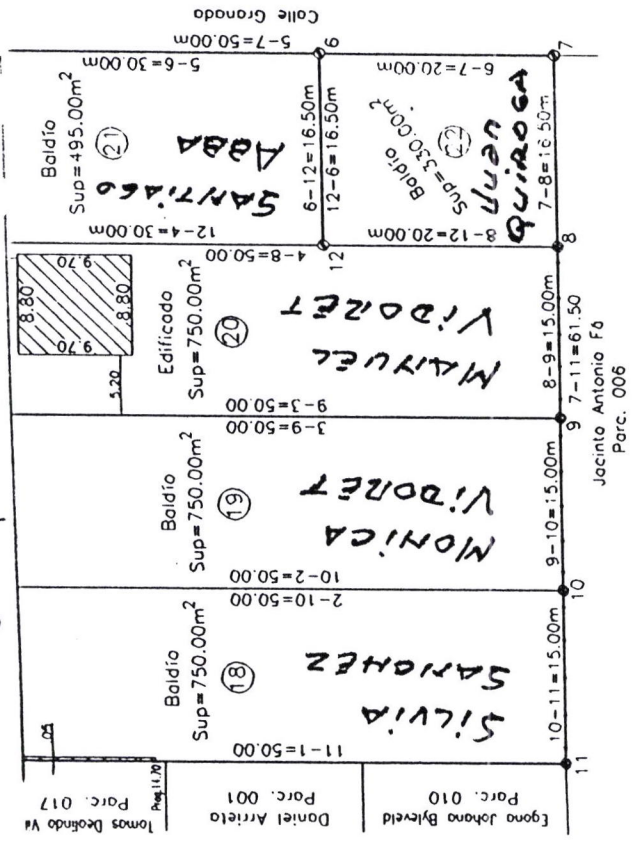 Calle Granada
5-7=50.00m
5-6=30.00m
6-7=20.00m
6
7
Baldío
Sup=495.00m²
21
SANTIAGO
ABBA
12-4=30.00m
6-12=16.50m
12-6=16.50m
Baldío
Sup=330.00m²
22
JUAN
QUIROGA
8-12=20.00m
7-8=16.50m
12
8
4-8=50.00
9.70
8.80
8.80
9.70
5.20
Edificado
Sup=750.00m²
20
MANUEL
VIDORET
9-3=50.00
8-9=15.00m
7-11=61.50
Jacinto Antonio Fó
Parc. 006
9
3-9=50.00
Baldío
Sup=750.00m²
19
MONICA
VIDORET
10-2=50.00
9-10=15.00m
10
2-10=50.00
Baldío
Sup=750.00m²
18
SILVIA
SANCHEZ
11-1=50.00
10-11=15.00m
11
.05
Prog 14.70
Tomas Deolindo
Parc. 017
Daniel Arrieta
Parc. 001
Egona Johana Byleveld
Parc. 010